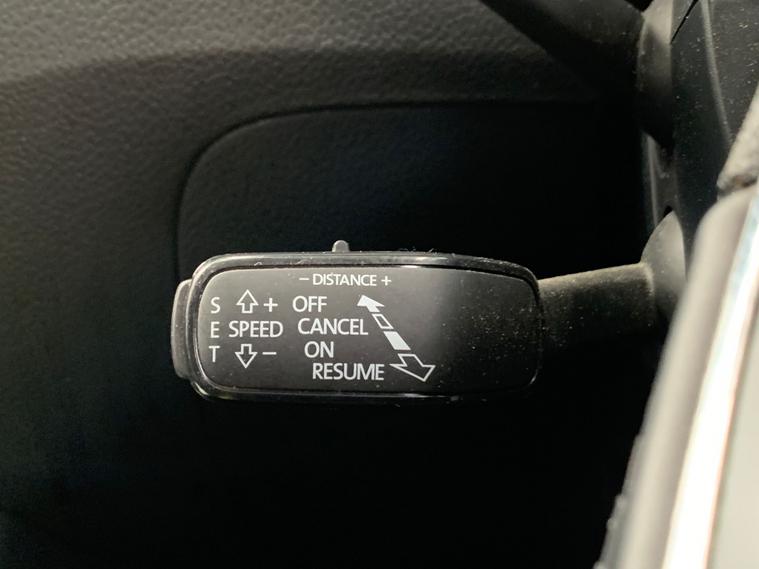 − DISTANCE +
S + OFF
E SPEED CANCEL
T − ON
RESUME